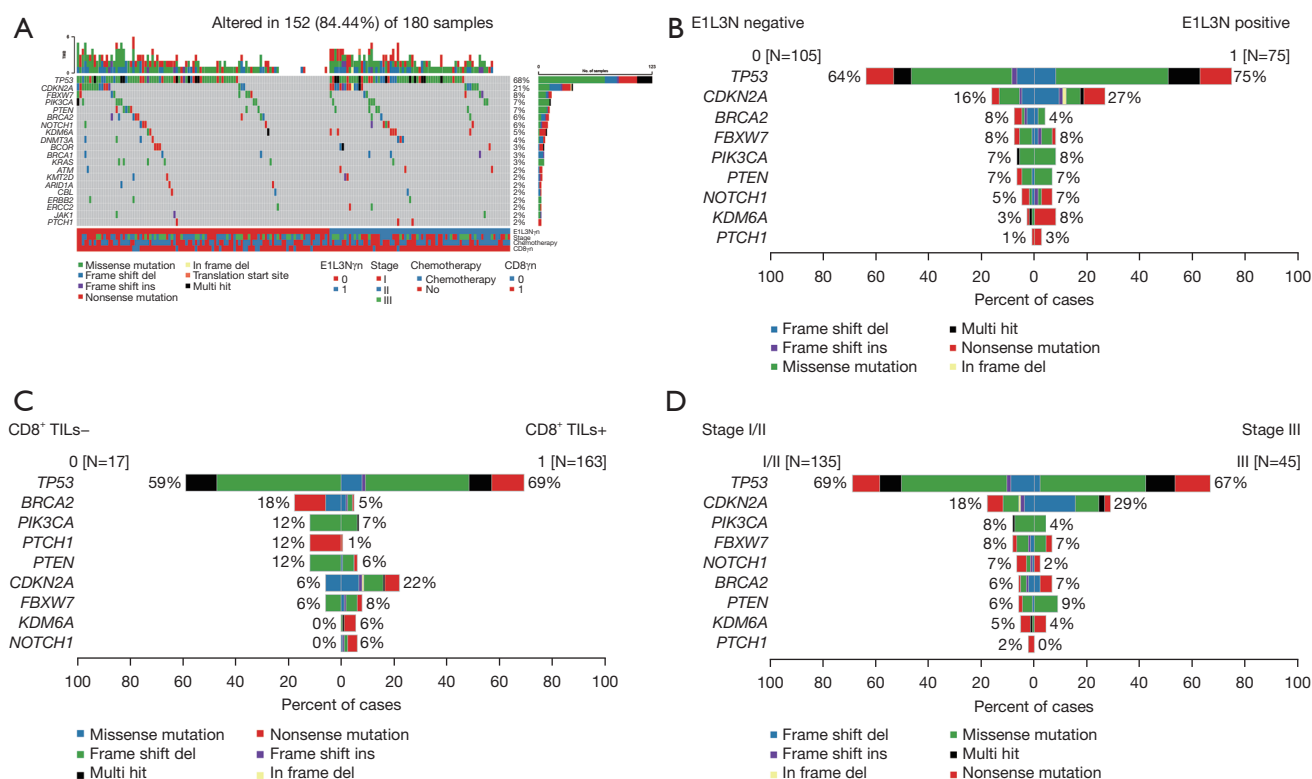 A
Altered in 152 (84.44%) of 180 samples
No. of samples
0
123
TP53 68%
CDKN2A 21%
FBXW7 8%
PIK3CA 7%
PTEN 7%
BRCA2 6%
NOTCH1 6%
KDM6A 5%
DNMT3A 4%
BCOR 3%
BRCA1 3%
KRAS 3%
ATM 2%
KMT2D 2%
ARID1A 2%
CBL 2%
ERBB2 2%
ERCC2 2%
JAK1 2%
PTCH1 2%
E1L3Nγn
Stage
Chemotherapy
CD8γn
Missense mutation
Frame shift del
Frame shift ins
Nonsense mutation
In frame del
Translation start site
Multi hit
E1L3Nγn
0
1
Stage
I
II
III
Chemotherapy
Chemotherapy
No
CD8γn
0
1
B
E1L3N negative E1L3N positive
0 [N=105] 1 [N=75]
TP53 64% 75%
CDKN2A 16% 27%
BRCA2 8% 4%
FBXW7 8% 8%
PIK3CA 7% 8%
PTEN 7% 7%
NOTCH1 5% 7%
KDM6A 3% 8%
PTCH1 1% 3%
100 80 60 40 20 0 20 40 60 80 100
Percent of cases
Frame shift del
Frame shift ins
Missense mutation
Multi hit
Nonsense mutation
In frame del
C
CD8+ TILs− CD8+ TILs+
0 [N=17] 1 [N=163]
TP53 59% 69%
BRCA2 18% 5%
PIK3CA 12% 7%
PTCH1 12% 1%
PTEN 12% 6%
CDKN2A 6% 22%
FBXW7 6% 8%
KDM6A 0% 6%
NOTCH1 0% 6%
100 80 60 40 20 0 20 40 60 80 100
Percent of cases
Missense mutation
Frame shift del
Multi hit
Nonsense mutation
Frame shift ins
In frame del
D
Stage I/II Stage III
I/II [N=135] III [N=45]
TP53 69% 67%
CDKN2A 18% 29%
PIK3CA 8% 4%
FBXW7 8% 7%
NOTCH1 7% 2%
BRCA2 6% 7%
PTEN 6% 9%
KDM6A 5% 4%
PTCH1 2% 0%
100 80 60 40 20 0 20 40 60 80 100
Percent of cases
Frame shift del
Frame shift ins
In frame del
Missense mutation
Multi hit
Nonsense mutation